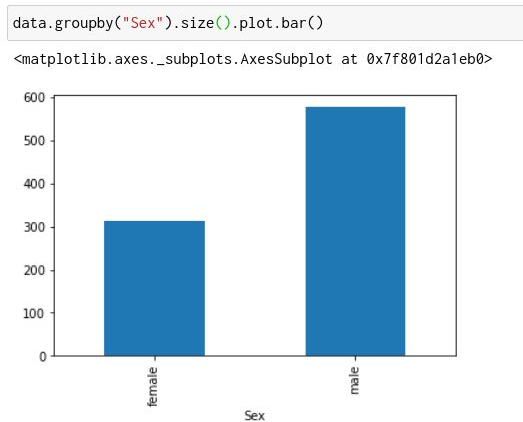 data.groupby("Sex").size().plot.bar()
<matplotlib.axes._subplots.AxesSubplot at 0x7f801d2a1eb0>
600
500
400
300
200
100
0
female
male
Sex